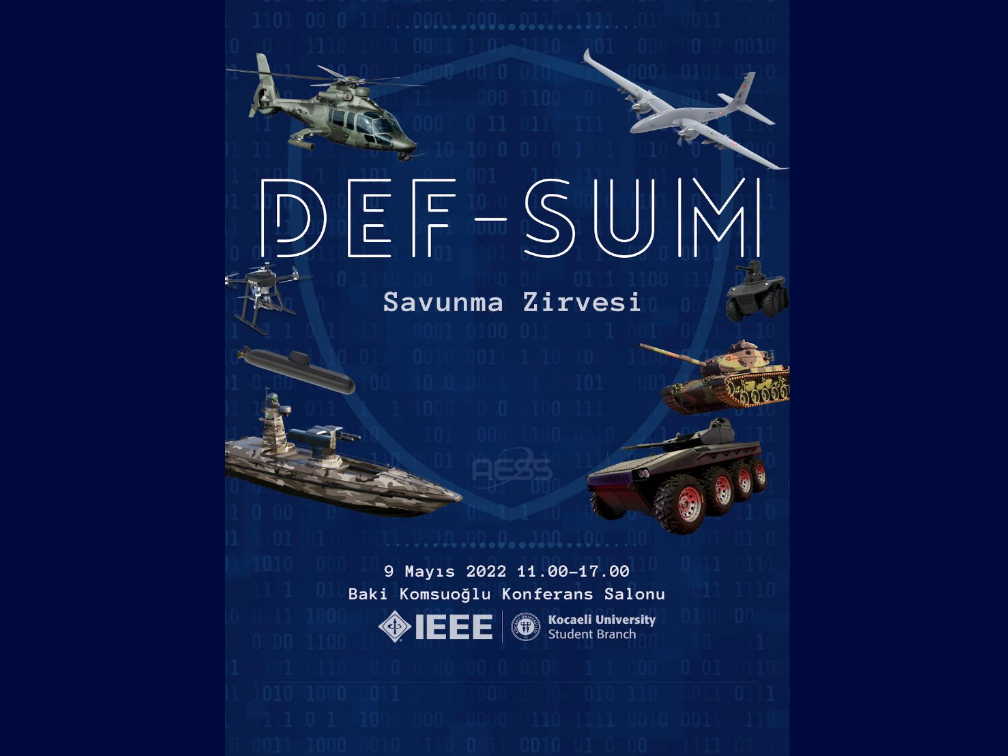 DEF-SUM
Savunma Zirvesi
AESS
9 Mayıs 2022 11.00-17.00
Baki Komsuoğlu Konferans Salonu
IEEE
Kocaeli University
Student Branch